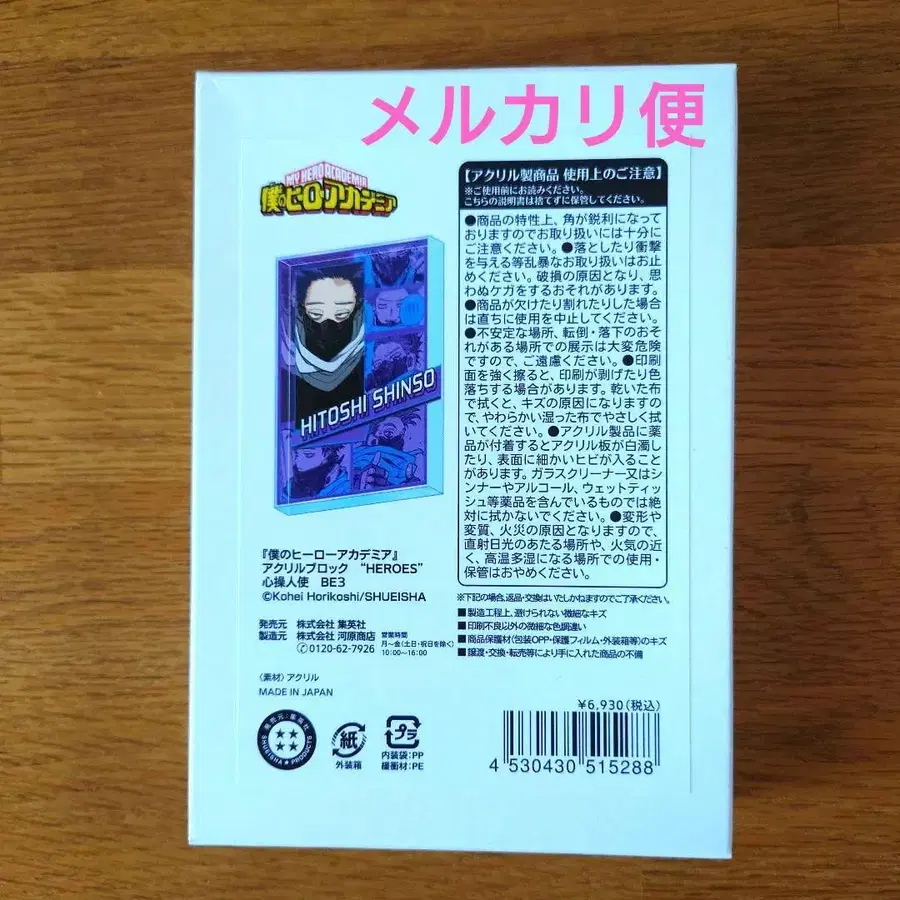 メルカリ便
MY HERO ACADEMIA
僕のヒーローアカデミア
HITOSHI SHINSO
『僕のヒーローアカデミア』
アクリルブロック “HEROES”
心操人使 BE3
©Kohei Horikoshi/SHUEISHA
発売元 株式会社 集英社
製造元 株式会社 河原商店
0120-62-7926
営業時間
月〜金(土日・祝日を除く)
10:00〜16:00
〈素材〉アクリル
MADE IN JAPAN
発売元:集英社
SHUEISHA★PRODUCTS
紙
外装箱
プラ
内装袋:PP
緩衝材:PE
【アクリル製商品 使用上のご注意】
※ご使用前にお読みください。
こちらの説明書は捨てずに保管してください。
●商品の特性上、角が鋭利になって
おりますのでお取り扱いには十分に
ご注意ください。●落としたり衝撃
を与える等乱暴なお取り扱いはお止
めください。破損の原因となり、思
わぬケガをするおそれがあります。
●商品が欠けたり割れたりした場合
は直ちに使用を中止してください。
●不安定な場所、転倒・落下のおそ
れがある場所での展示は大変危険
ですので、ご遠慮ください。●印刷
面を強く擦ると、印刷が剥げたり色
落ちする場合があります。乾いた布
で拭くと、キズの原因になりますの
で、やわらかい湿った布でやさしく拭
いてください。●アクリル製品に薬
品が付着するとアクリル板が白濁し
たり、表面に細かいヒビが入ること
があります。ガラスクリーナー又はシ
ンナーやアルコール、ウェットティッ
シュ等薬品を含んでいるものでは絶
対に拭かないでください。●変形や
変質、火災の原因となりますので、
直射日光のあたる場所や、火気の近
く、高温多湿になる場所での使用・
保管はおやめください。
※下記の場合、返品・交換はいたしかねますのでご了承ください。
■製造工程上、避けられない微細なキズ
■印刷不良以外の微細な色調違い
■商品保護材(包装OPP・保護フィルム・外装箱等)のキズ
■譲渡・交換・転売等により手に入れた商品の不備
¥6,930(税込)
4 530430 515288